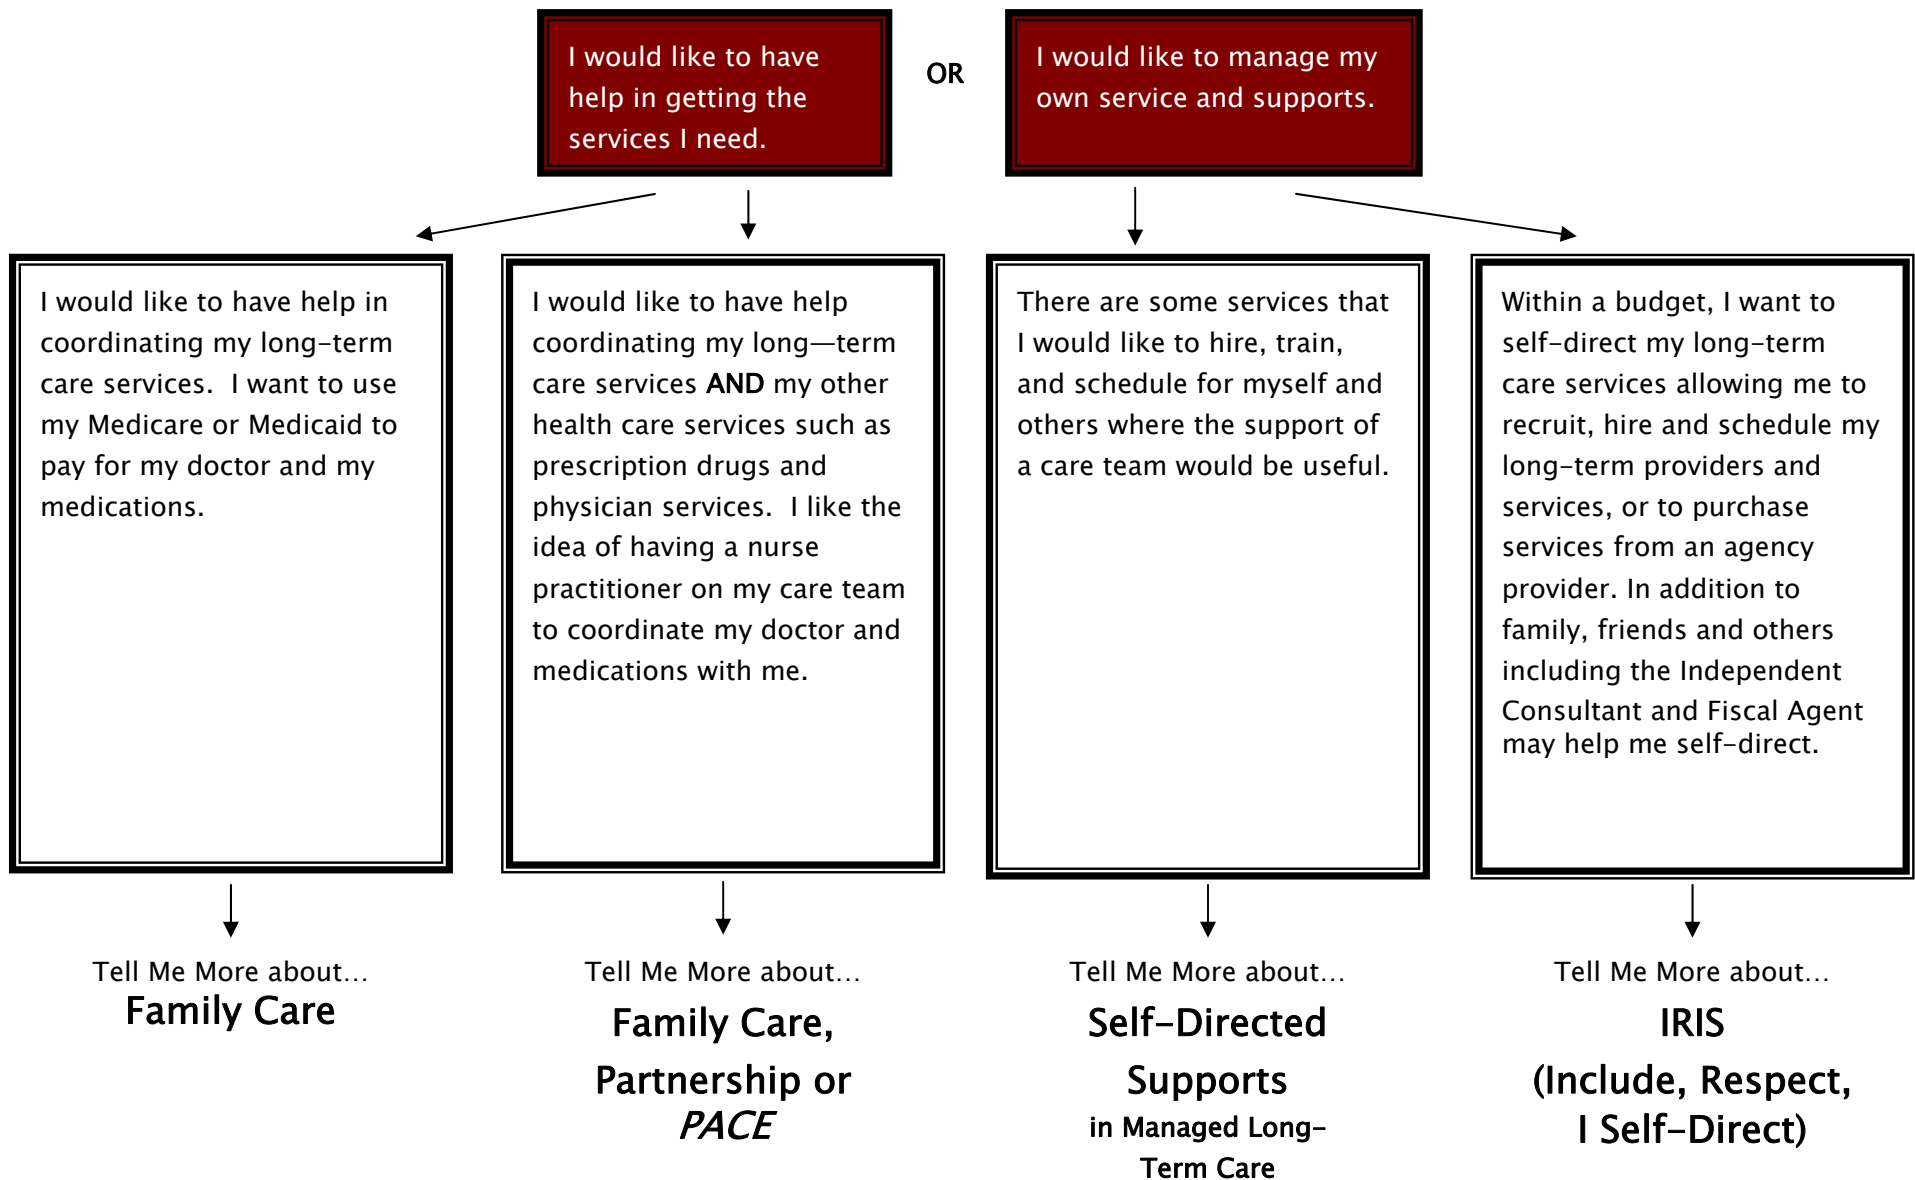 I would like to have
help in getting the
services I need.
OR
I would like to manage my
own service and supports.
I would like to have help in
coordinating my long-term
care services.  I want to use
my Medicare or Medicaid to
pay for my doctor and my
medications.
I would like to have help
coordinating my long—term
care services AND my other
health care services such as
prescription drugs and
physician services.  I like the
idea of having a nurse
practitioner on my care team
to coordinate my doctor and
medications with me.
There are some services that
I would like to hire, train,
and schedule for myself and
others where the support of
a care team would be useful.
Within a budget, I want to
self-direct my long-term
care services allowing me to
recruit, hire and schedule my
long-term providers and
services, or to purchase
services from an agency
provider. In addition to
family, friends and others
including the Independent
Consultant and Fiscal Agent
may help me self-direct.
Tell Me More about…
Family Care
Tell Me More about…
Family Care,
Partnership or
PACE
Tell Me More about…
Self-Directed
Supports
in Managed Long-
Term Care
Tell Me More about…
IRIS
(Include, Respect,
I Self-Direct)